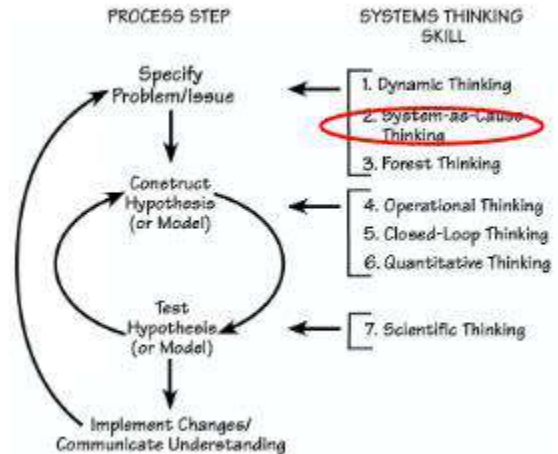 PROCESS STEP
SYSTEMS THINKING
SKILL
Specify
Problem/Issue
1. Dynamic Thinking
2. System-as-Cause
Thinking
3. Forest Thinking
Construct
Hypothesis
(or Model)
4. Operational Thinking
5. Closed-Loop Thinking
6. Quantitative Thinking
Test
Hypothesis
(or Model)
7. Scientific Thinking
Implement Changes/
Communicate Understanding